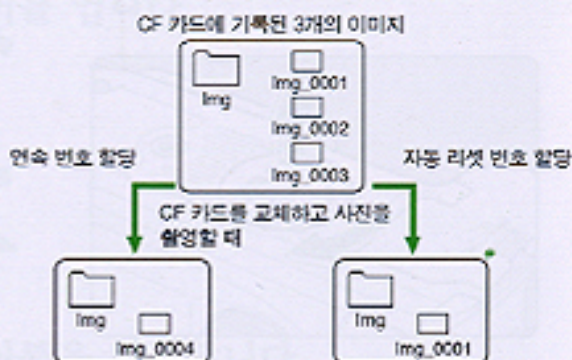 CF 카드에 기록된 3개의 이미지
Img
Img_0001
Img_0002
Img_0003
연속 번호 할당
자동 리셋 번호 할당
CF 카드를 교체하고 사진을
촬영할 때
Img
Img_0004
Img
Img_0001